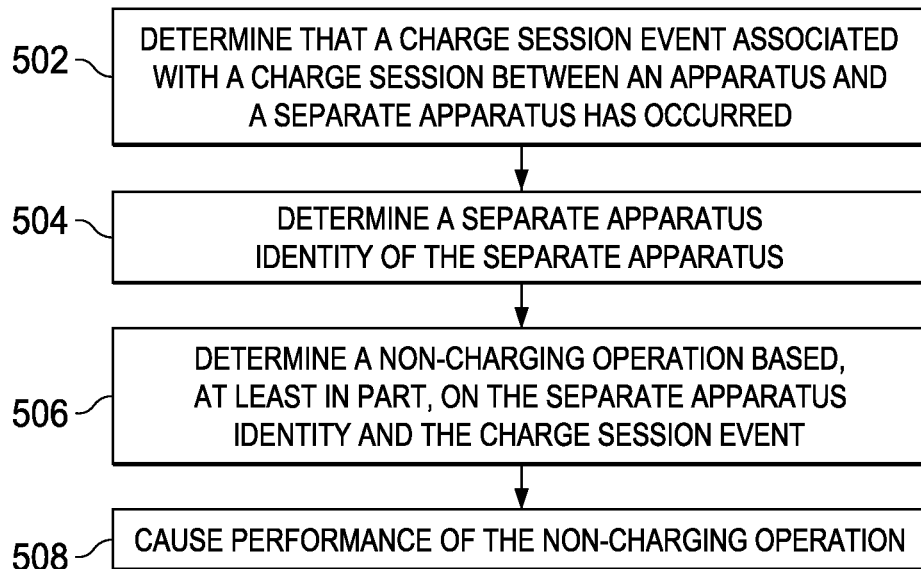 502
DETERMINE THAT A CHARGE SESSION EVENT ASSOCIATED
WITH A CHARGE SESSION BETWEEN AN APPARATUS AND
A SEPARATE APPARATUS HAS OCCURRED
504
DETERMINE A SEPARATE APPARATUS
IDENTITY OF THE SEPARATE APPARATUS
506
DETERMINE A NON-CHARGING OPERATION BASED,
AT LEAST IN PART, ON THE SEPARATE APPARATUS
IDENTITY AND THE CHARGE SESSION EVENT
508
CAUSE PERFORMANCE OF THE NON-CHARGING OPERATION